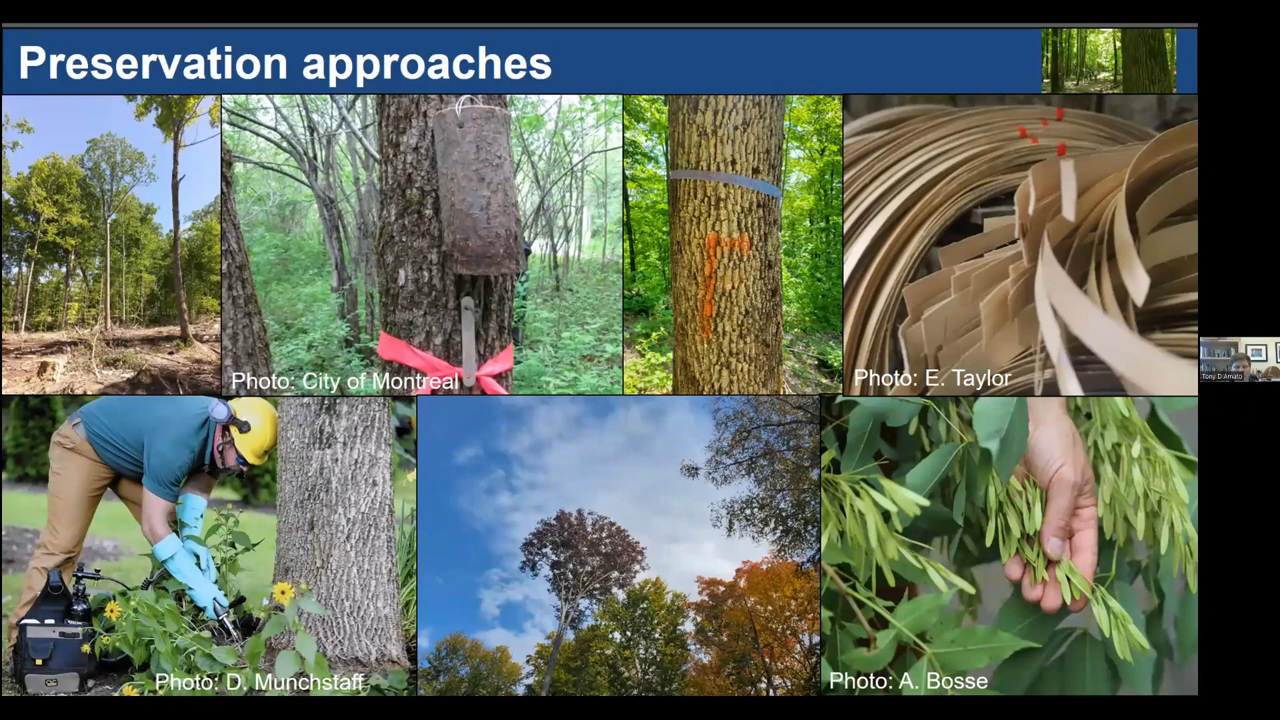 Preservation approaches
Photo: City of Montreal
Photo: E. Taylor
Tony D'Amato
Photo: D. Munchstaff
Photo: A. Bosse